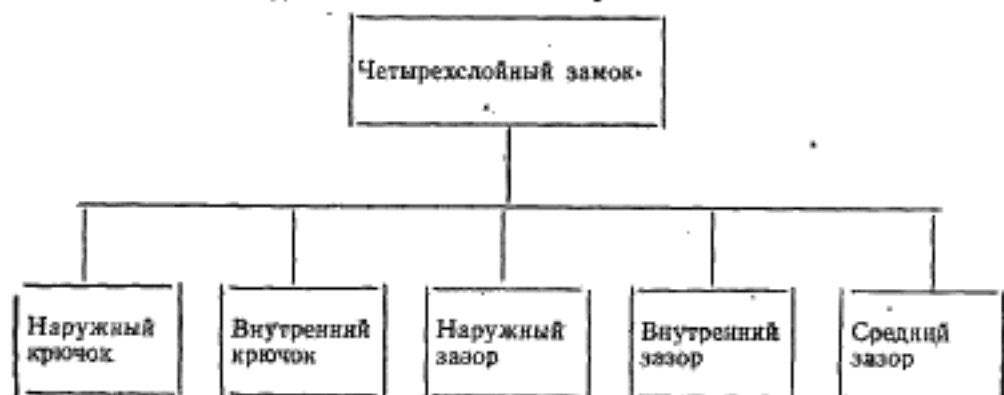 Четырехслойный замок
Наружный
крючок
Внутренний
крючок
Наружный
зазор
Внутренний
зазор
Средний
зазор